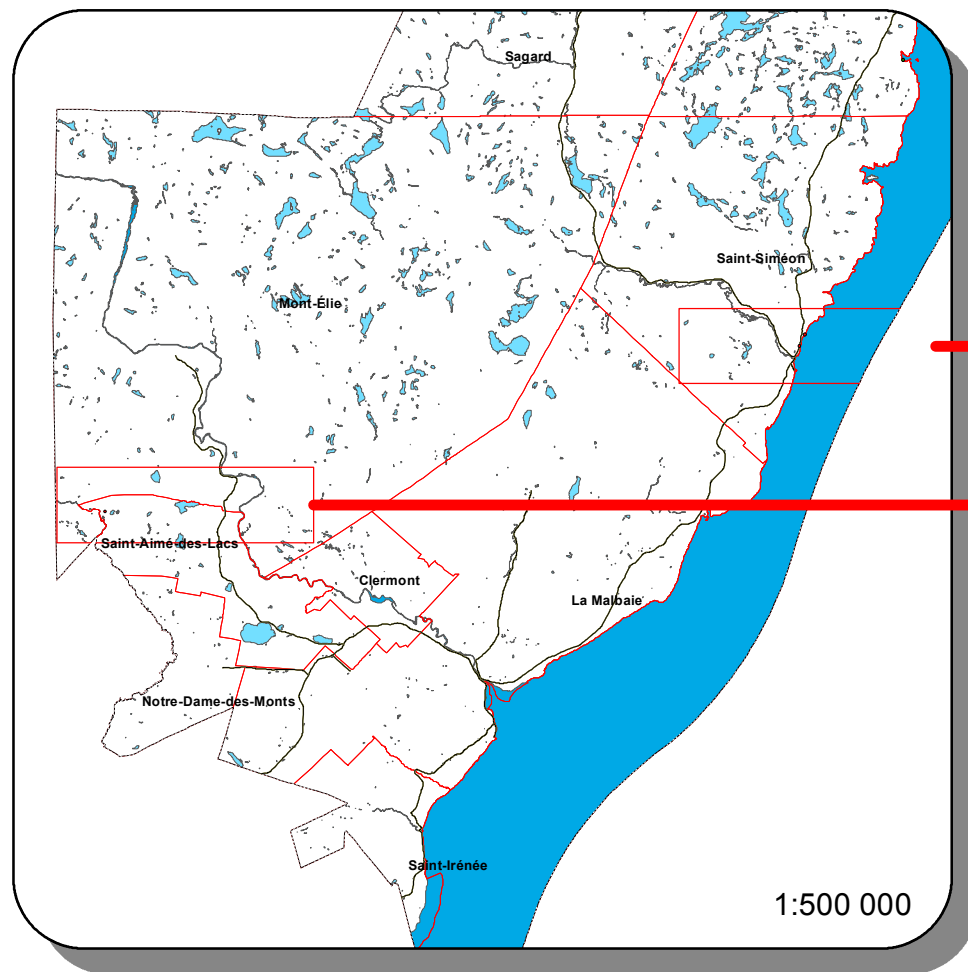 Sagard
Saint-Siméon
Mont-Élie
Saint-Aimé-des-Lacs
Clermont
La Malbaie
Notre-Dame-des-Monts
Saint-Irénée
1:500 000